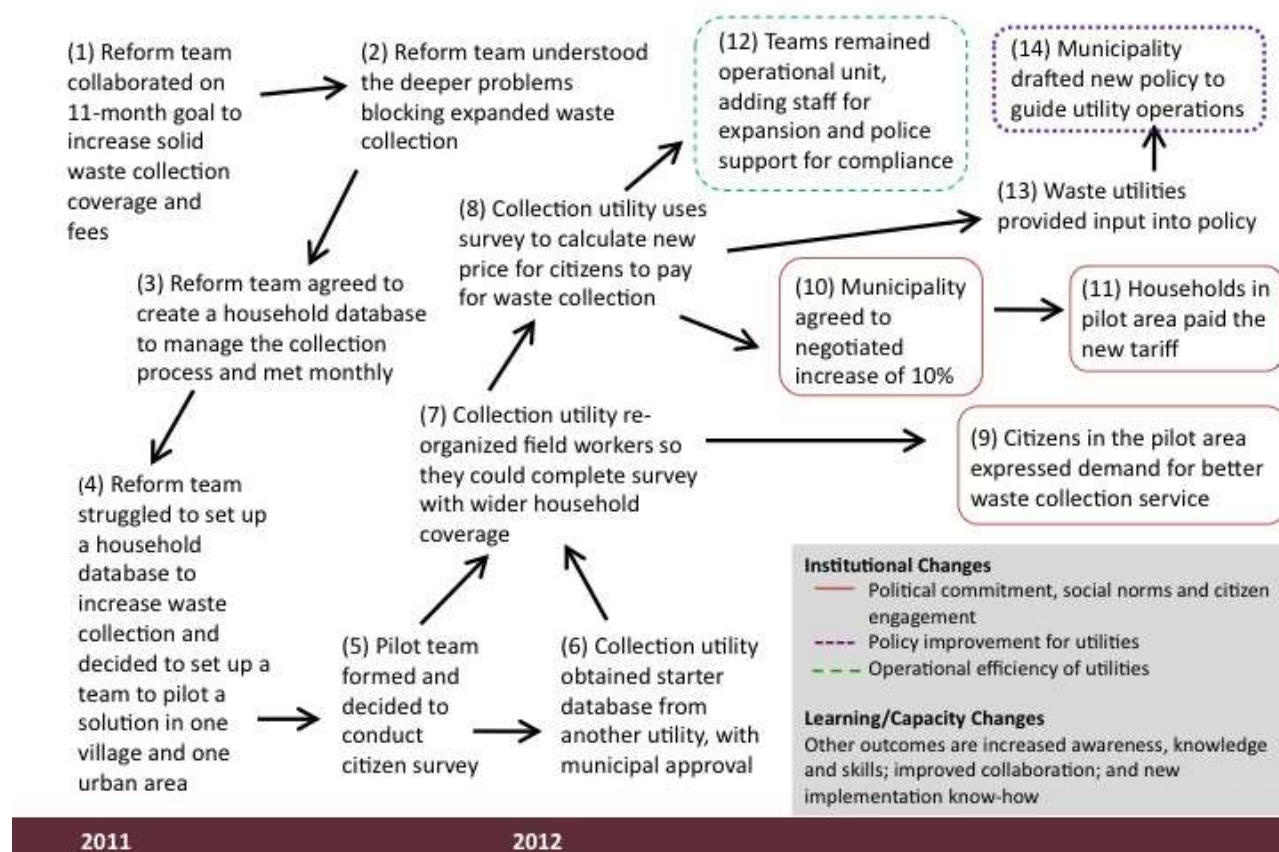 (1) Reform team
collaborated on
11-month goal to
increase solid
waste collection
coverage and
fees
(2) Reform team understood
the deeper problems
blocking expanded waste
collection
(3) Reform team agreed to
create a household database
to manage the collection
process and met monthly
(4) Reform team
struggled to set up
a household
database to
increase waste
collection and
decided to set up a
team to pilot a
solution in one
village and one
urban area
(5) Pilot team
formed and
decided to
conduct
citizen survey
(6) Collection utility
obtained starter
database from
another utility, with
municipal approval
(7) Collection utility re-
organized field workers so
they could complete survey
with wider household
coverage
(8) Collection utility uses
survey to calculate new
price for citizens to pay
for waste collection
(9) Citizens in the pilot area
expressed demand for better
waste collection service
(10) Municipality
agreed to
negotiated
increase of 10%
(11) Households in
pilot area paid the
new tariff
(12) Teams remained
operational unit,
adding staff for
expansion and police
support for compliance
(13) Waste utilities
provided input into policy
(14) Municipality
drafted new policy to
guide utility operations
Institutional Changes
Political commitment, social norms and citizen
engagement
Policy improvement for utilities
Operational efficiency of utilities
Learning/Capacity Changes
Other outcomes are increased awareness, knowledge
and skills; improved collaboration; and new
implementation know-how
2011
2012